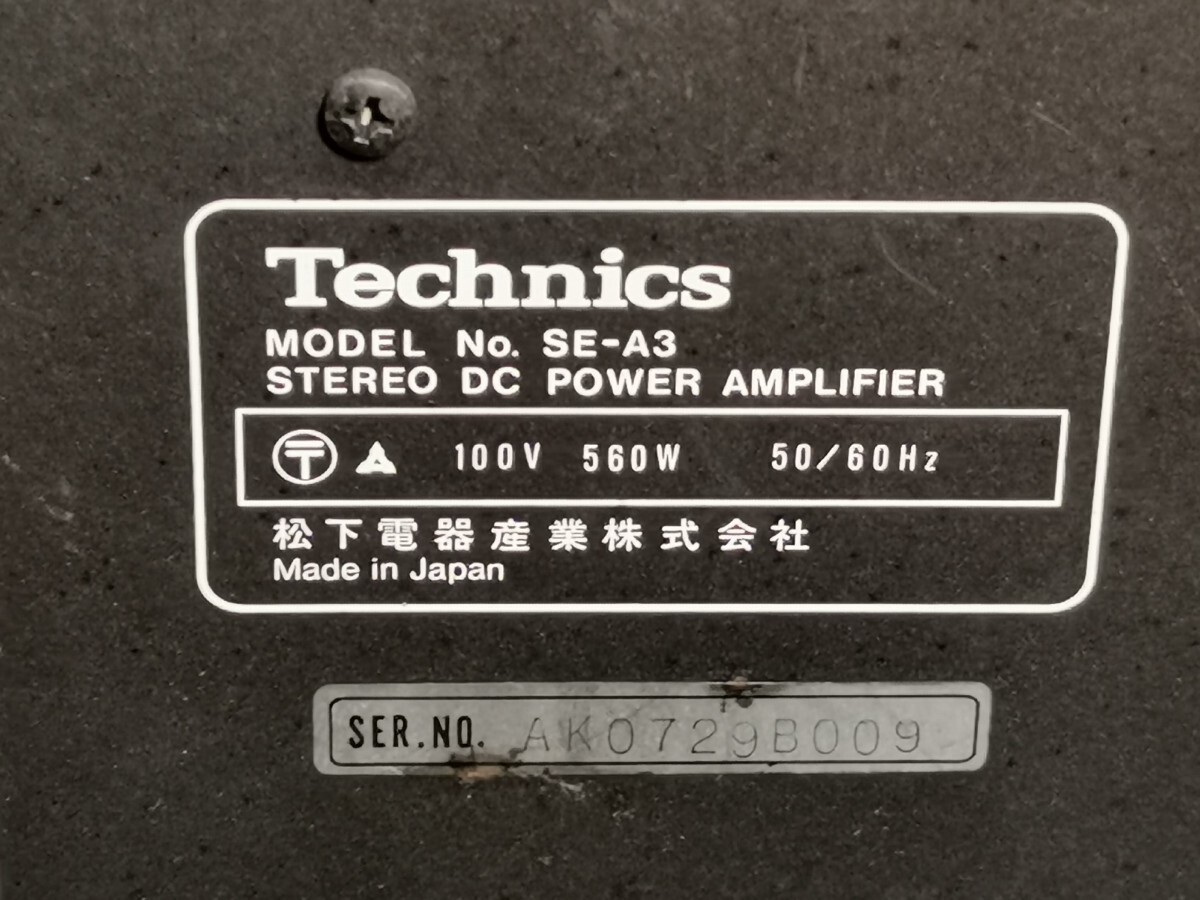 Technics
MODEL No. SE-A3
STEREO DC POWER AMPLIFIER
〒 100V 560W 50/60Hz
松下電器産業株式会社
Made in Japan
SER.NO. AK0729B009